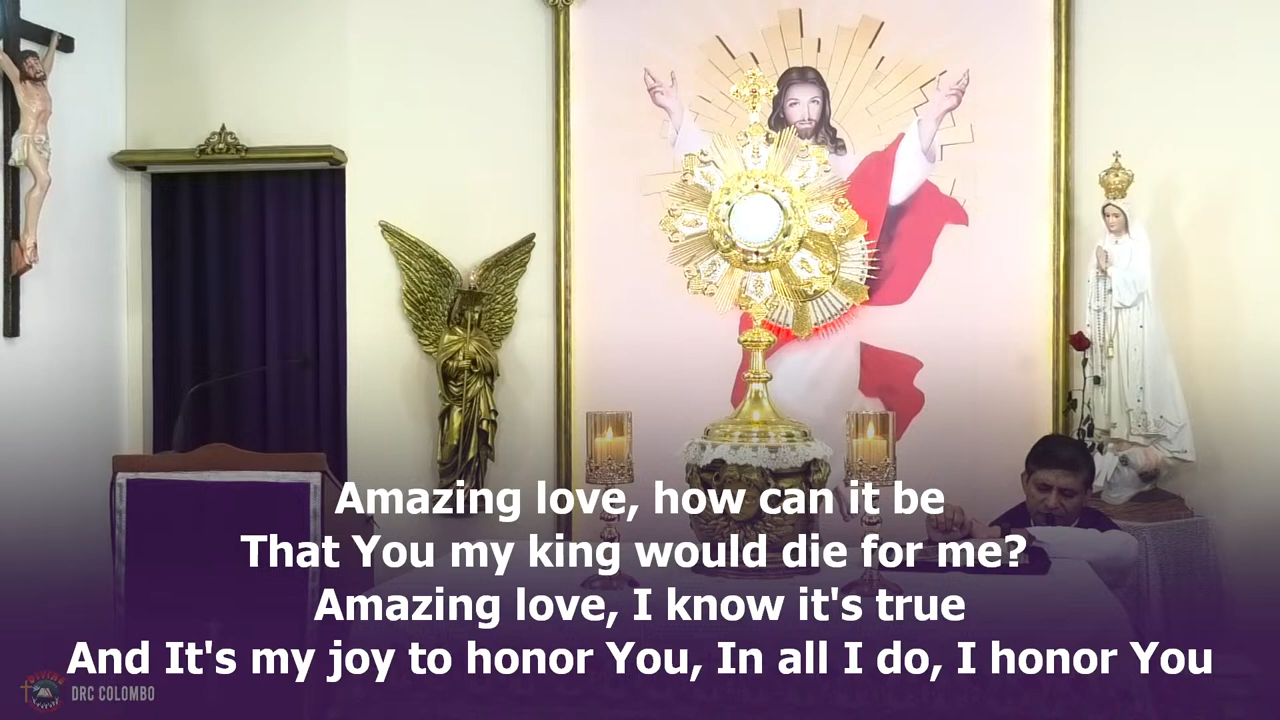 Amazing love, how can it be
That You my king would die for me?
Amazing love, I know it's true
And It's my joy to honor You, In all I do, I honor You
DIVINE
DRC COLOMBO